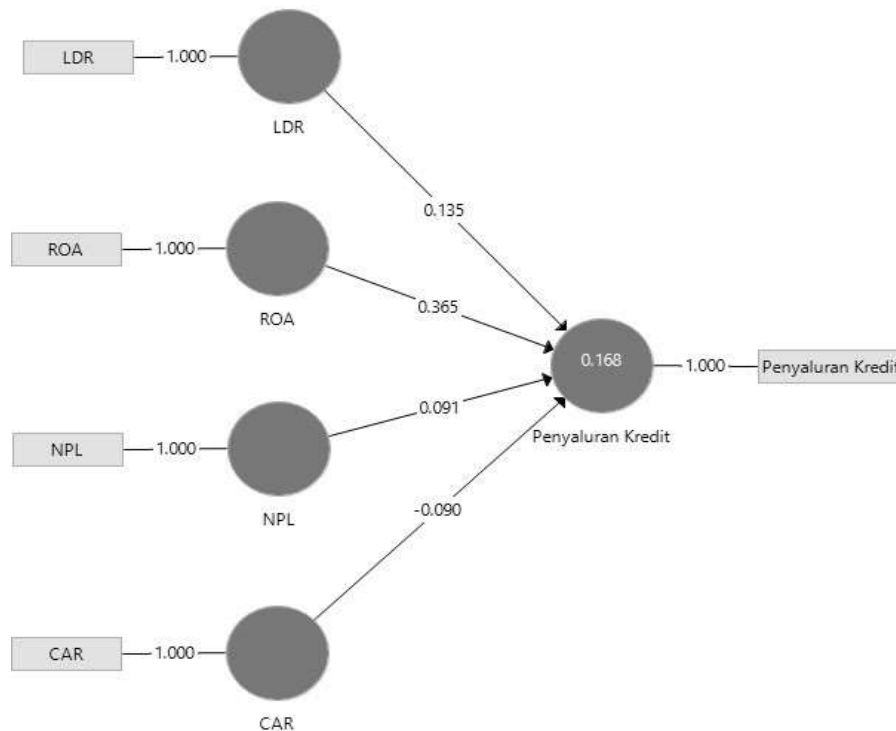 LDR
1.000
LDR
0.135
ROA
1.000
ROA
0.365
0.168
1.000
Penyaluran Kredit
Penyaluran Kredit
NPL
1.000
0.091
NPL
-0.090
CAR
1.000
CAR